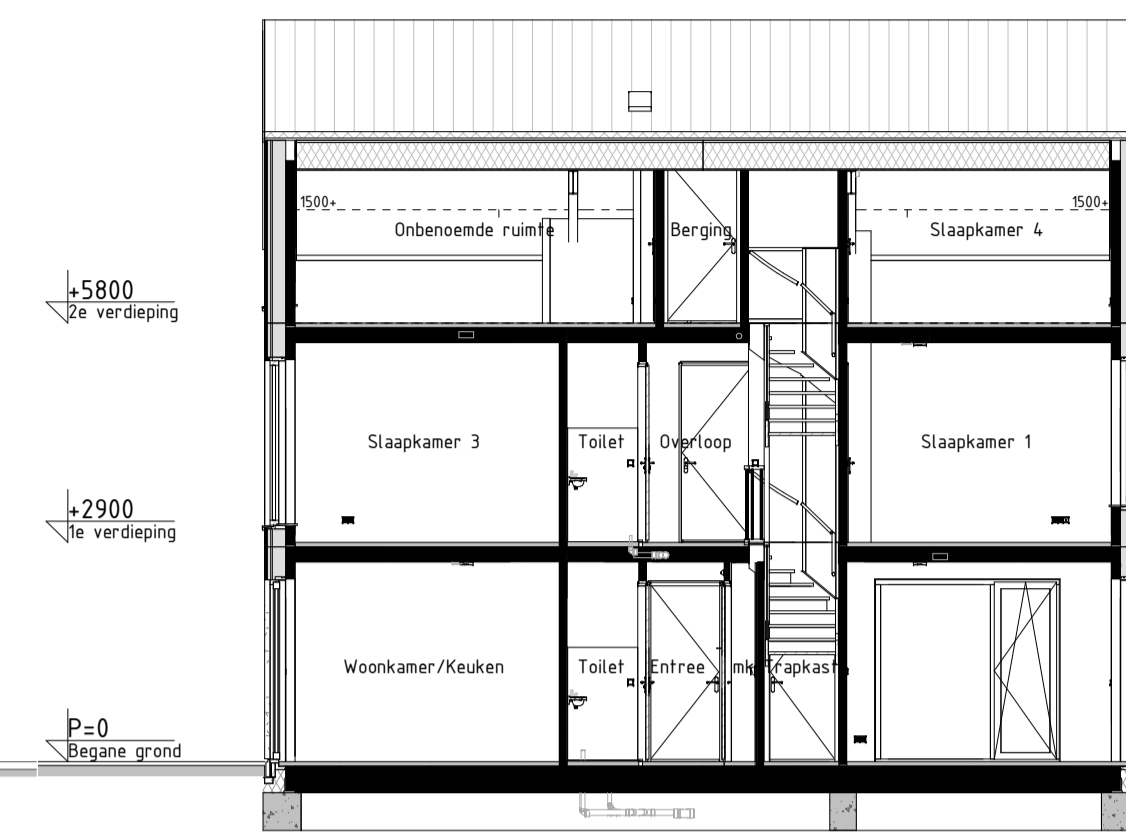 1500+
1500+
Onbenoemde ruimte
Berging
Slaapkamer 4
+5800
2e verdieping
Slaapkamer 3
Toilet
Overloop
Slaapkamer 1
+2900
1e verdieping
Woonkamer/Keuken
Toilet
Entree
mk
Trapkast
P=0
Begane grond